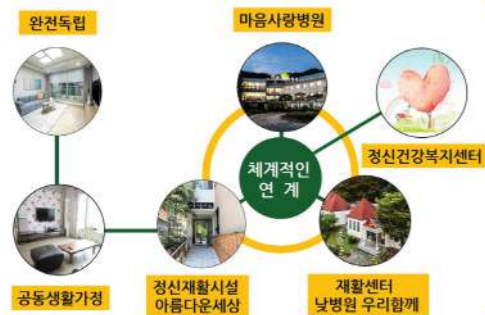 완전독립
마음사랑병원
체계적인
연 계
정신건강복지센터
공동생활가정
정신재활시설
아름다운세상
재활센터
낮병원 우리함께